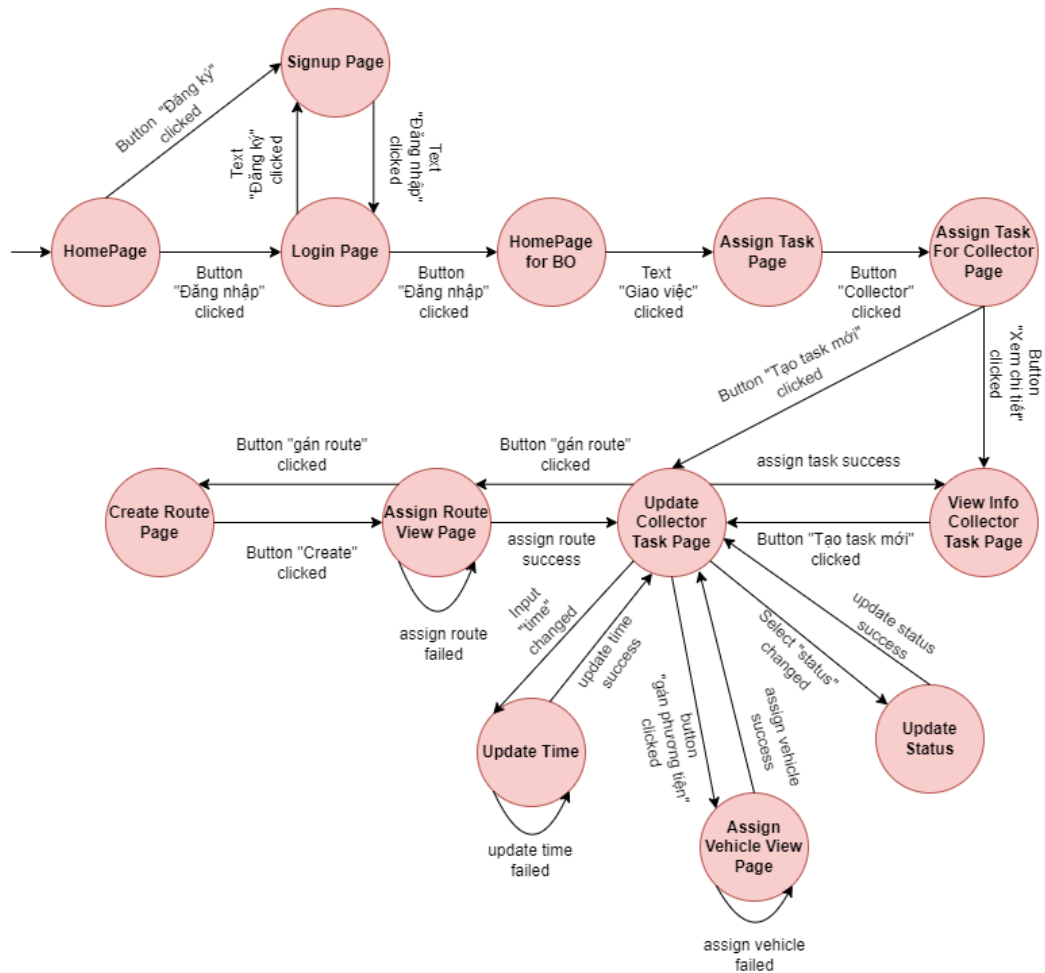 Signup Page
Button "Đăng ký"
clicked
Text
"Đăng ký"
clicked
Text
"Đăng nhập"
clicked
HomePage
Button
"Đăng nhập"
clicked
Login Page
Button
"Đăng nhập"
clicked
HomePage
for BO
Text
"Giao việc"
clicked
Assign Task
Page
Button
"Collector"
clicked
Assign Task
For Collector
Page
Button "Tạo task mới"
clicked
Button
"Xem chi tiết"
clicked
Create Route
Page
Button "gán route"
clicked
Button "Create"
clicked
Assign Route
View Page
assign route
failed
Button "gán route"
clicked
assign route
success
Update
Collector
Task Page
assign task success
Button "Tạo task mới"
clicked
View Info
Collector
Task Page
Input
"time"
changed
update time
success
Update Time
update time
failed
button
"gán phương tiện"
clicked
assign vehicle
success
Assign
Vehicle View
Page
assign vehicle
failed
Select "status"
changed
update status
success
Update
Status